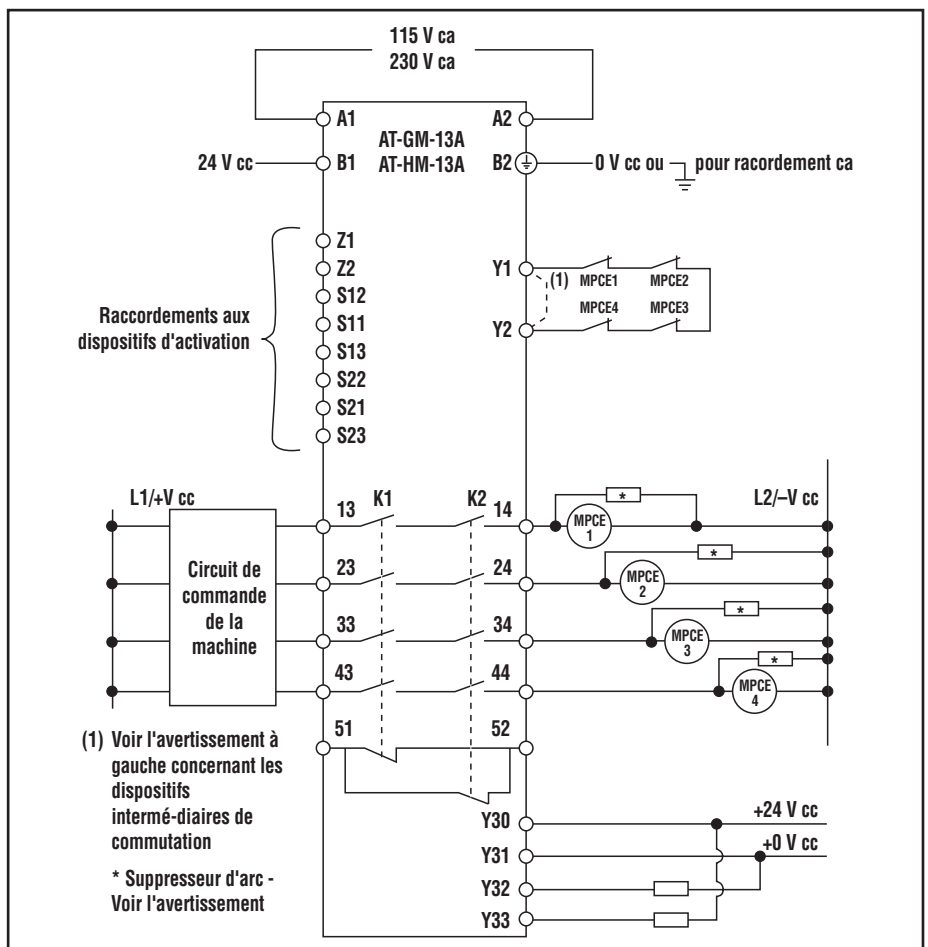 115 V ca
230 V ca
A1
A2
AT-GM-13A
AT-HM-13A
24 V cc
B1
B2
0 V cc ou
pour racordement ca
Z1
Z2
S12
S11
S13
S22
S21
S23
Raccordements aux
dispositifs d'activation
Y1
(1)
MPCE1
MPCE2
MPCE4
MPCE3
Y2
L1/+V cc
13
K1
K2
14
*
L2/–V cc
MPCE
1
Circuit de
commande
de la
machine
23
24
*
MPCE
2
33
34
*
MPCE
3
43
44
*
MPCE
4
51
52
(1) Voir l'avertissement à
gauche concernant les
dispositifs
intermé-diaires de
commutation
* Suppresseur d'arc -
Voir l'avertissement
Y30
+24 V cc
Y31
+0 V cc
Y32
Y33